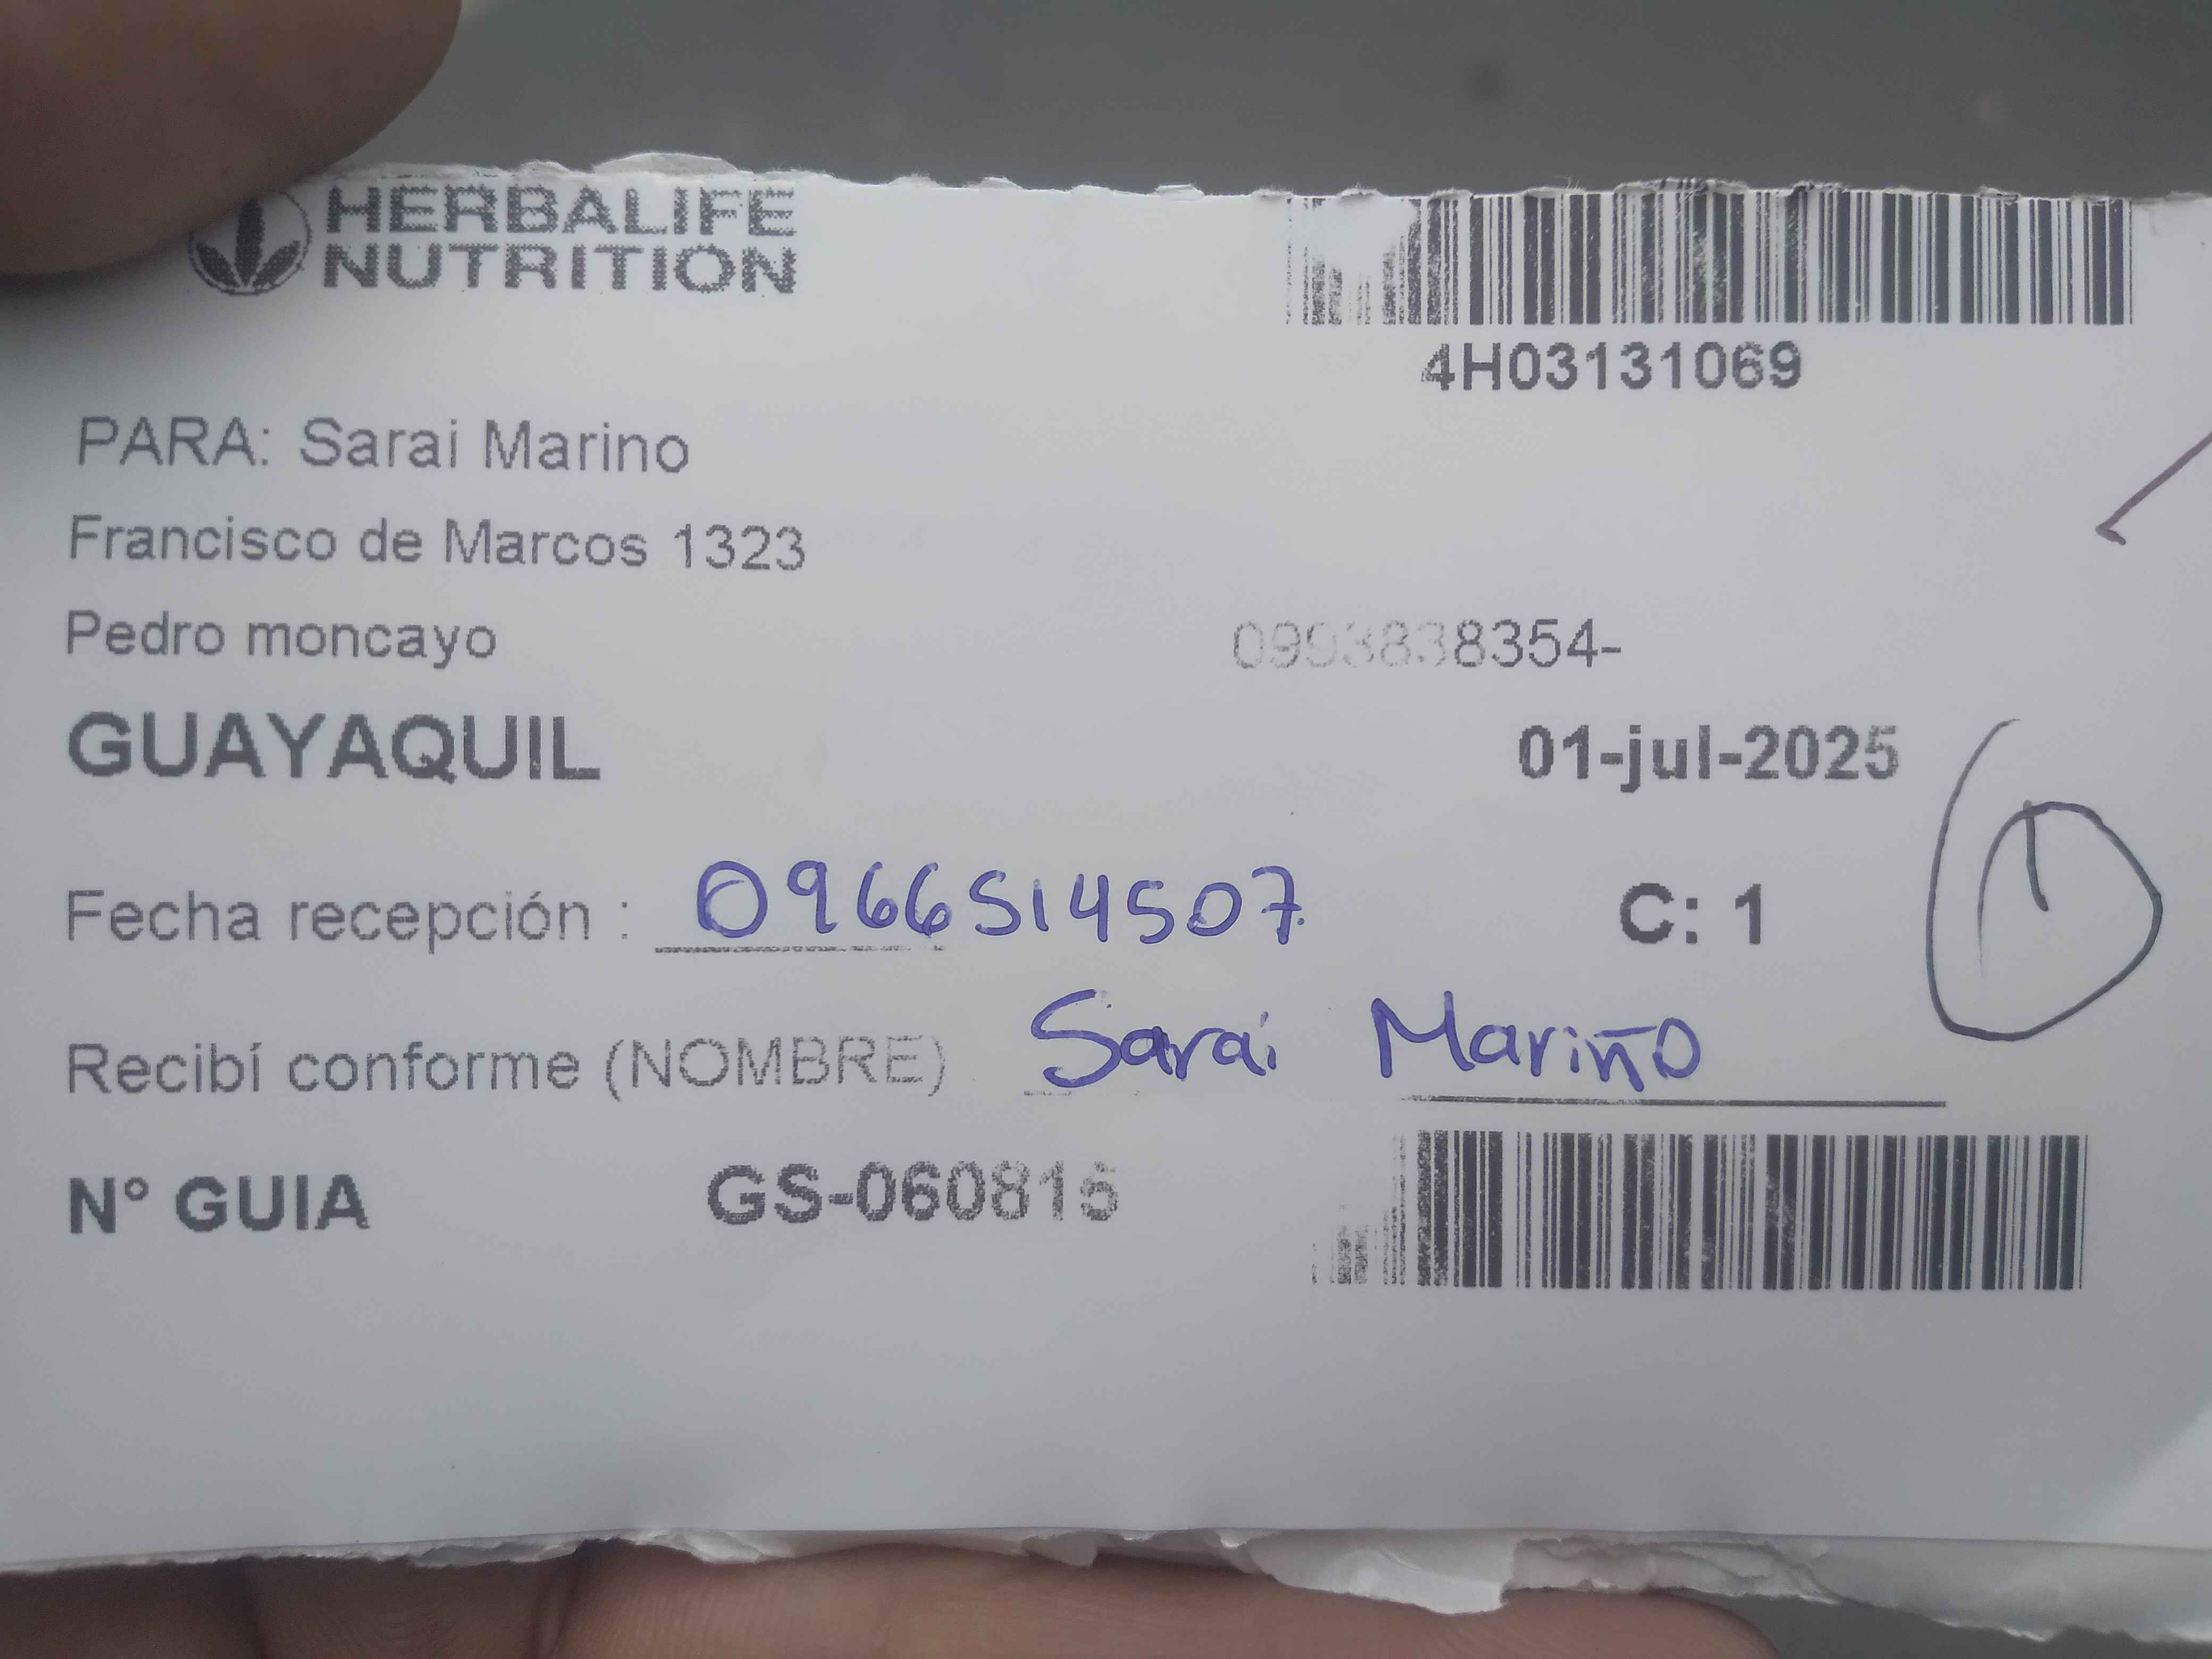 HERBALIFE
NUTRITION
4H03131069
PARA: Sarai Marino
Francisco de Marcos 1323
Pedro moncayo 0993838354-
GUAYAQUIL 01-jul-2025
Fecha recepción : 0966514507 C: 1
1
Recibí conforme (NOMBRE) Sarai Mariño
N° GUIA GS-060815